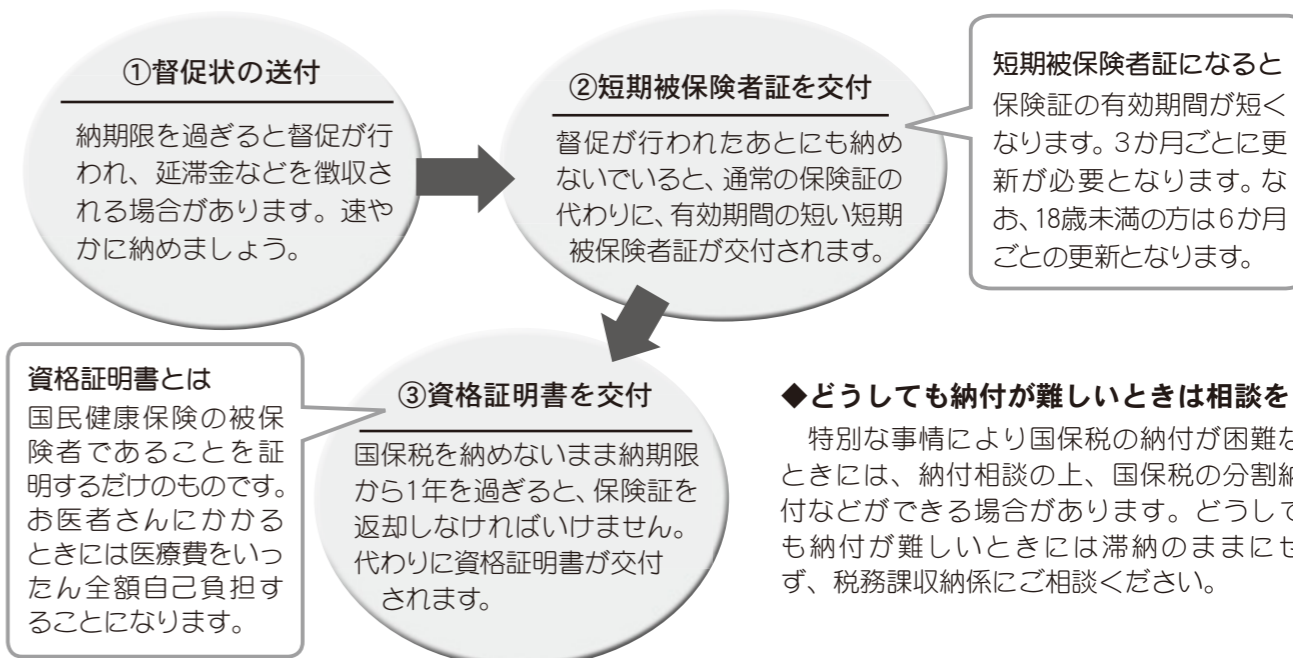 ①督促状の送付
納期限を過ぎると督促が行
われ、延滞金などを徴収さ
れる場合があります。速や
かに納めましょう。
②短期被保険者証を交付
督促が行われたあとにも納め
ないでいると、通常の保険証の
代わりに、有効期間の短い短期
被保険者証が交付されます。
短期被保険者証になると
保険証の有効期間が短く
なります。3か月ごとに更
新が必要となります。な
お、18歳未満の方は6か月
ごとの更新となります。
③資格証明書を交付
国保税を納めないまま納期限
から1年を過ぎると、保険証を
返却しなければいけません。
代わりに資格証明書が交付
されます。
資格証明書とは
国民健康保険の被保
険者であることを証
明するだけのものです。
お医者さんにかかる
ときには医療費をいっ
たん全額自己負担す
ることになります。
◆どうしても納付が難しいときは相談を
特別な事情により国保税の納付が困難な
ときには、納付相談の上、国保税の分割納
付などができる場合があります。どうして
も納付が難しいときには滞納のままにせ
ず、税務課収納係にご相談ください。